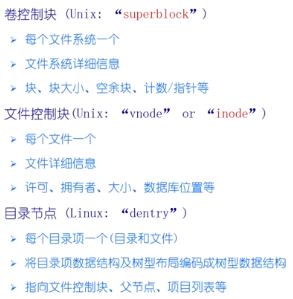 卷控制块 (Unix: “superblock”)
➢ 每个文件系统一个
➢ 文件系统详细信息
➢ 块、块大小、空余块、计数/指针等
文件控制块(Unix: “vnode” or “inode”)
➢ 每个文件一个
➢ 文件详细信息
➢ 许可、拥有者、大小、数据库位置等
目录节点 (Linux: “dentry”)
➢ 每个目录项一个(目录和文件)
➢ 将目录项数据结构及树型布局编码成树型数据结构
➢ 指向文件控制块、父节点、项目列表等